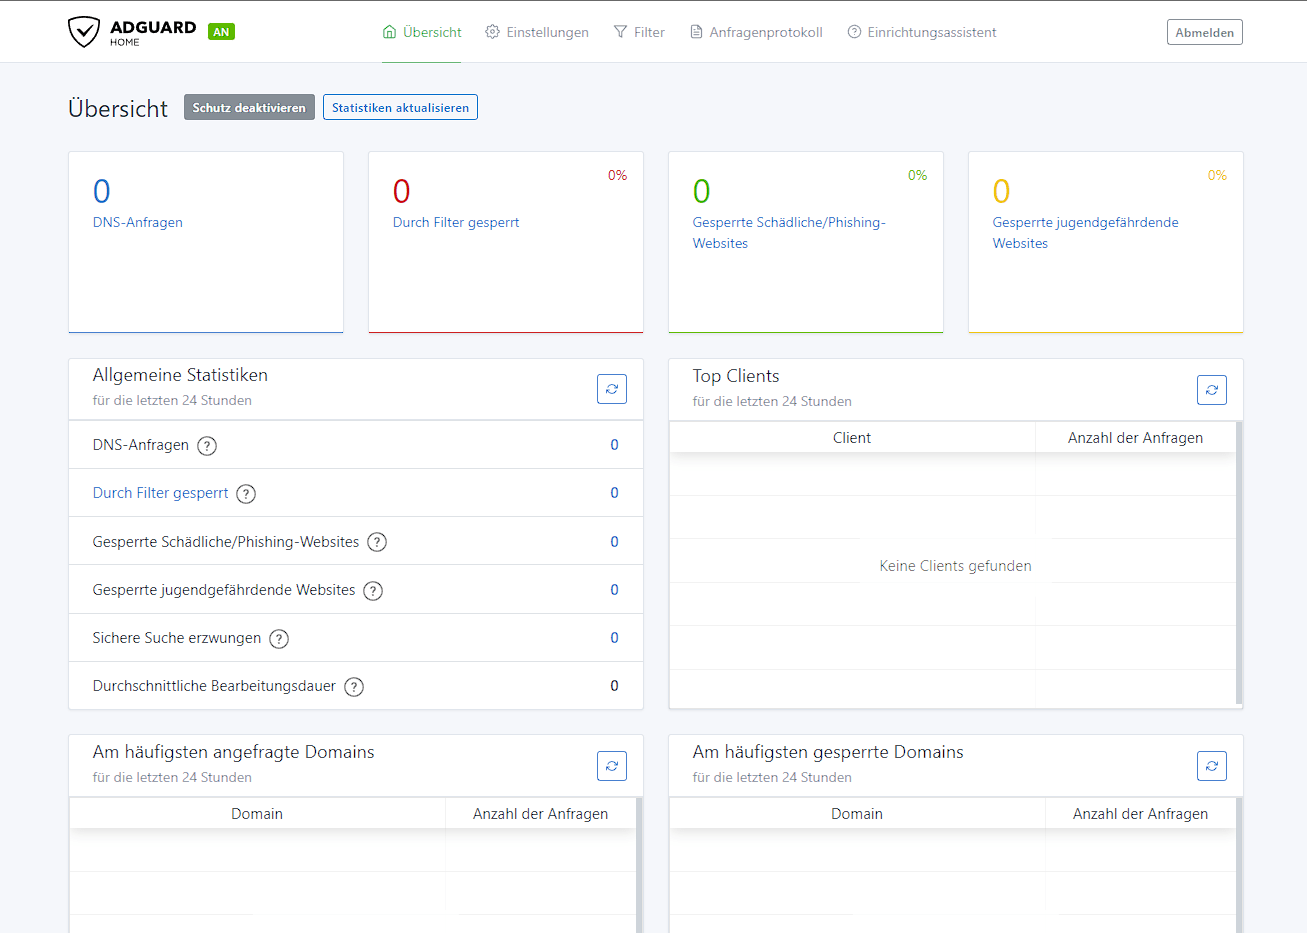 ADGUARD
HOME
AN
Übersicht
Einstellungen
Filter
Anfragenprotokoll
Einrichtungsassistent
Abmelden
Übersicht
Schutz deaktivieren
Statistiken aktualisieren
0
DNS-Anfragen
0%
0
Durch Filter gesperrt
0%
0
Gesperrte Schädliche/Phishing-
Websites
0%
0
Gesperrte jugendgefährdende
Websites
Allgemeine Statistiken
für die letzten 24 Stunden
DNS-Anfragen ? 0
Durch Filter gesperrt ? 0
Gesperrte Schädliche/Phishing-Websites ? 0
Gesperrte jugendgefährdende Websites ? 0
Sichere Suche erzwungen ? 0
Durchschnittliche Bearbeitungsdauer ? 0
Top Clients
für die letzten 24 Stunden
Client Anzahl der Anfragen
Keine Clients gefunden
Am häufigsten angefragte Domains
für die letzten 24 Stunden
Domain Anzahl der Anfragen
Am häufigsten gesperrte Domains
für die letzten 24 Stunden
Domain Anzahl der Anfragen